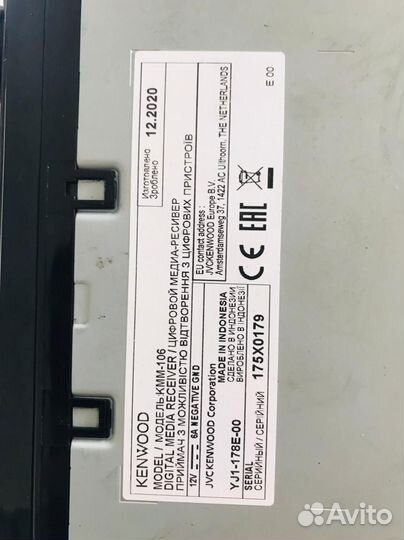 KENWOOD
MODEL / МОДЕЛЬ:KMM-106
DIGITAL MEDIA RECEIVER / ЦИФРОВОЙ МЕДИА-РЕСИВЕР
ПРИЙМАЧ З МОЖЛИВІСТЮ ВІДТВОРЕННЯ З ЦИФРОВИХ ПРИСТРОЇВ
12V 6A NEGATIVE GND
JVCKENWOOD Corporation
YJ1-178E-00
SERIAL
СЕРИЙНЫЙ / СЕРІЙНИЙ
175X0179
MADE IN INDONESIA
СДЕЛАНО В ИНДОНЕЗИИ
ВИРОБЛЕНО В ІНДОНЕЗІЇ
Изготовлено
Зроблено
12.2020
EU contact address :
JVCKENWOOD Europe B.V.
Amsterdamseweg 37, 1422 AC Uithoorn, THE NETHERLANDS
CE EAC
E 00
Avito